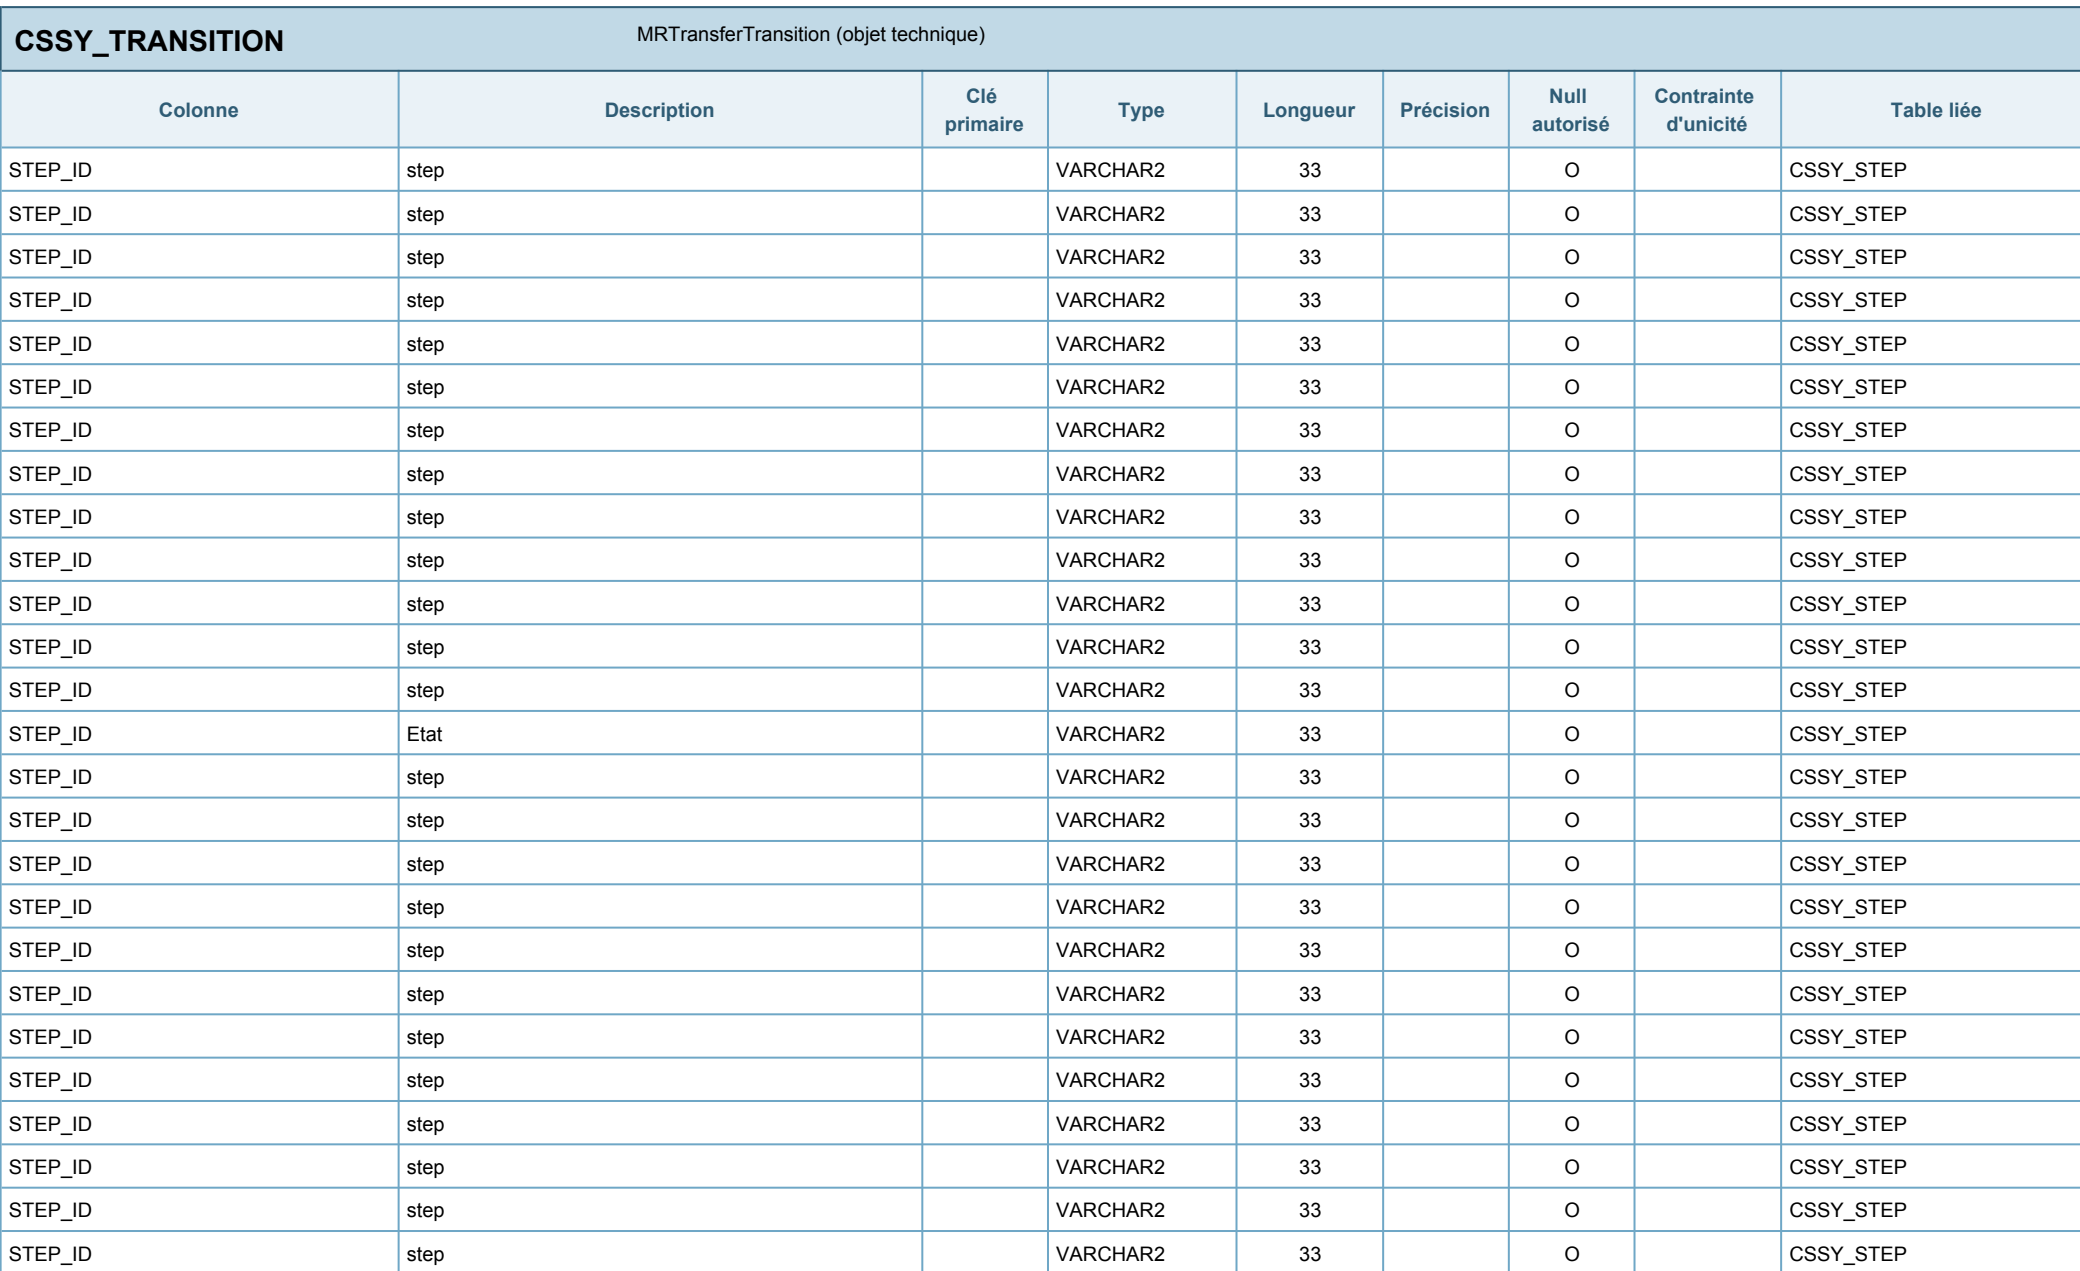 CSSY_TRANSITION MRTransferTransition (objet technique)
Colonne Description Clé primaire Type Longueur Précision Null autorisé Contrainte d'unicité Table liée
STEP_ID step VARCHAR2 33 O CSSY_STEP
STEP_ID step VARCHAR2 33 O CSSY_STEP
STEP_ID step VARCHAR2 33 O CSSY_STEP
STEP_ID step VARCHAR2 33 O CSSY_STEP
STEP_ID step VARCHAR2 33 O CSSY_STEP
STEP_ID step VARCHAR2 33 O CSSY_STEP
STEP_ID step VARCHAR2 33 O CSSY_STEP
STEP_ID step VARCHAR2 33 O CSSY_STEP
STEP_ID step VARCHAR2 33 O CSSY_STEP
STEP_ID step VARCHAR2 33 O CSSY_STEP
STEP_ID step VARCHAR2 33 O CSSY_STEP
STEP_ID step VARCHAR2 33 O CSSY_STEP
STEP_ID step VARCHAR2 33 O CSSY_STEP
STEP_ID Etat VARCHAR2 33 O CSSY_STEP
STEP_ID step VARCHAR2 33 O CSSY_STEP
STEP_ID step VARCHAR2 33 O CSSY_STEP
STEP_ID step VARCHAR2 33 O CSSY_STEP
STEP_ID step VARCHAR2 33 O CSSY_STEP
STEP_ID step VARCHAR2 33 O CSSY_STEP
STEP_ID step VARCHAR2 33 O CSSY_STEP
STEP_ID step VARCHAR2 33 O CSSY_STEP
STEP_ID step VARCHAR2 33 O CSSY_STEP
STEP_ID step VARCHAR2 33 O CSSY_STEP
STEP_ID step VARCHAR2 33 O CSSY_STEP
STEP_ID step VARCHAR2 33 O CSSY_STEP
STEP_ID step VARCHAR2 33 O CSSY_STEP